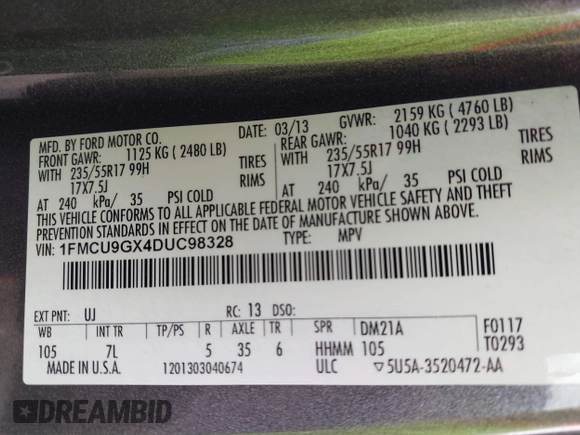 MFD. BY FORD MOTOR CO.
DATE: 03/13 GVWR: 2159 KG ( 4760 LB)
FRONT GAWR: 1125 KG ( 2480 LB) REAR GAWR: 1040 KG ( 2293 LB)
WITH 235/55R17 99H TIRES WITH 235/55R17 99H TIRES
17X7.5J RIMS 17X7.5J RIMS
AT 240 kPa/ 35 PSI COLD AT 240 kPa/ 35 PSI COLD
THIS VEHICLE CONFORMS TO ALL APPLICABLE FEDERAL MOTOR VEHICLE SAFETY AND THEFT
PREVENTION STANDARDS IN EFFECT ON THE DATE OF MANUFACTURE SHOWN ABOVE.
VIN: 1FMCU9GX4DUC98328 TYPE: MPV
EXT PNT: UJ RC: 13 DSO:
WB INT TR TP/PS R AXLE TR SPR DM21A F0117
105 7L 5 35 6 HHMM 105 T0293
MADE IN U.S.A. 1201303040674 ULC ▽5U5A-3520472-AA
DREAMBID